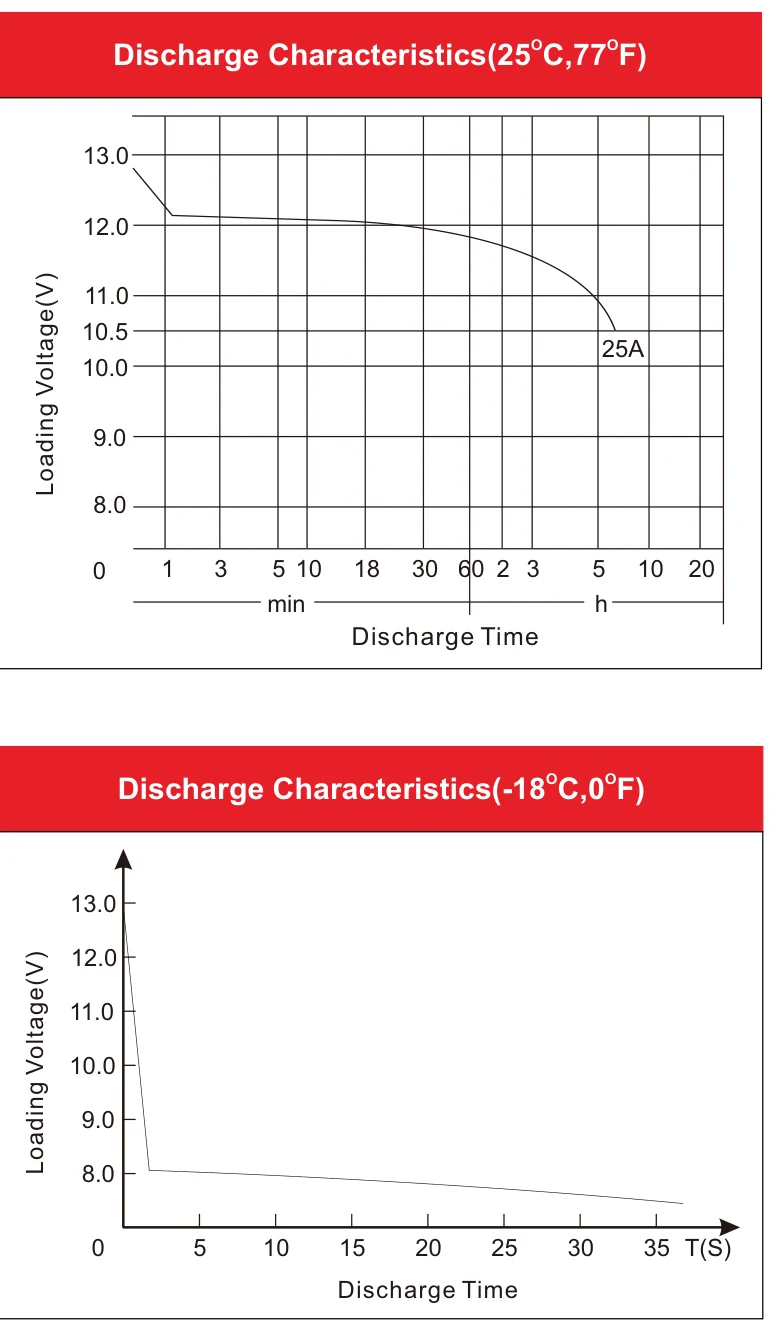 Discharge Characteristics(25°C,77°F)
13.0
12.0
11.0
10.5
10.0
9.0
8.0
Loading Voltage(V)
25A
0 1 3 5 10 18 30 60 2 3 5 10 20
min h
Discharge Time
Discharge Characteristics(-18°C,0°F)
13.0
12.0
11.0
10.0
9.0
8.0
Loading Voltage(V)
0 5 10 15 20 25 30 35 T(S)
Discharge Time